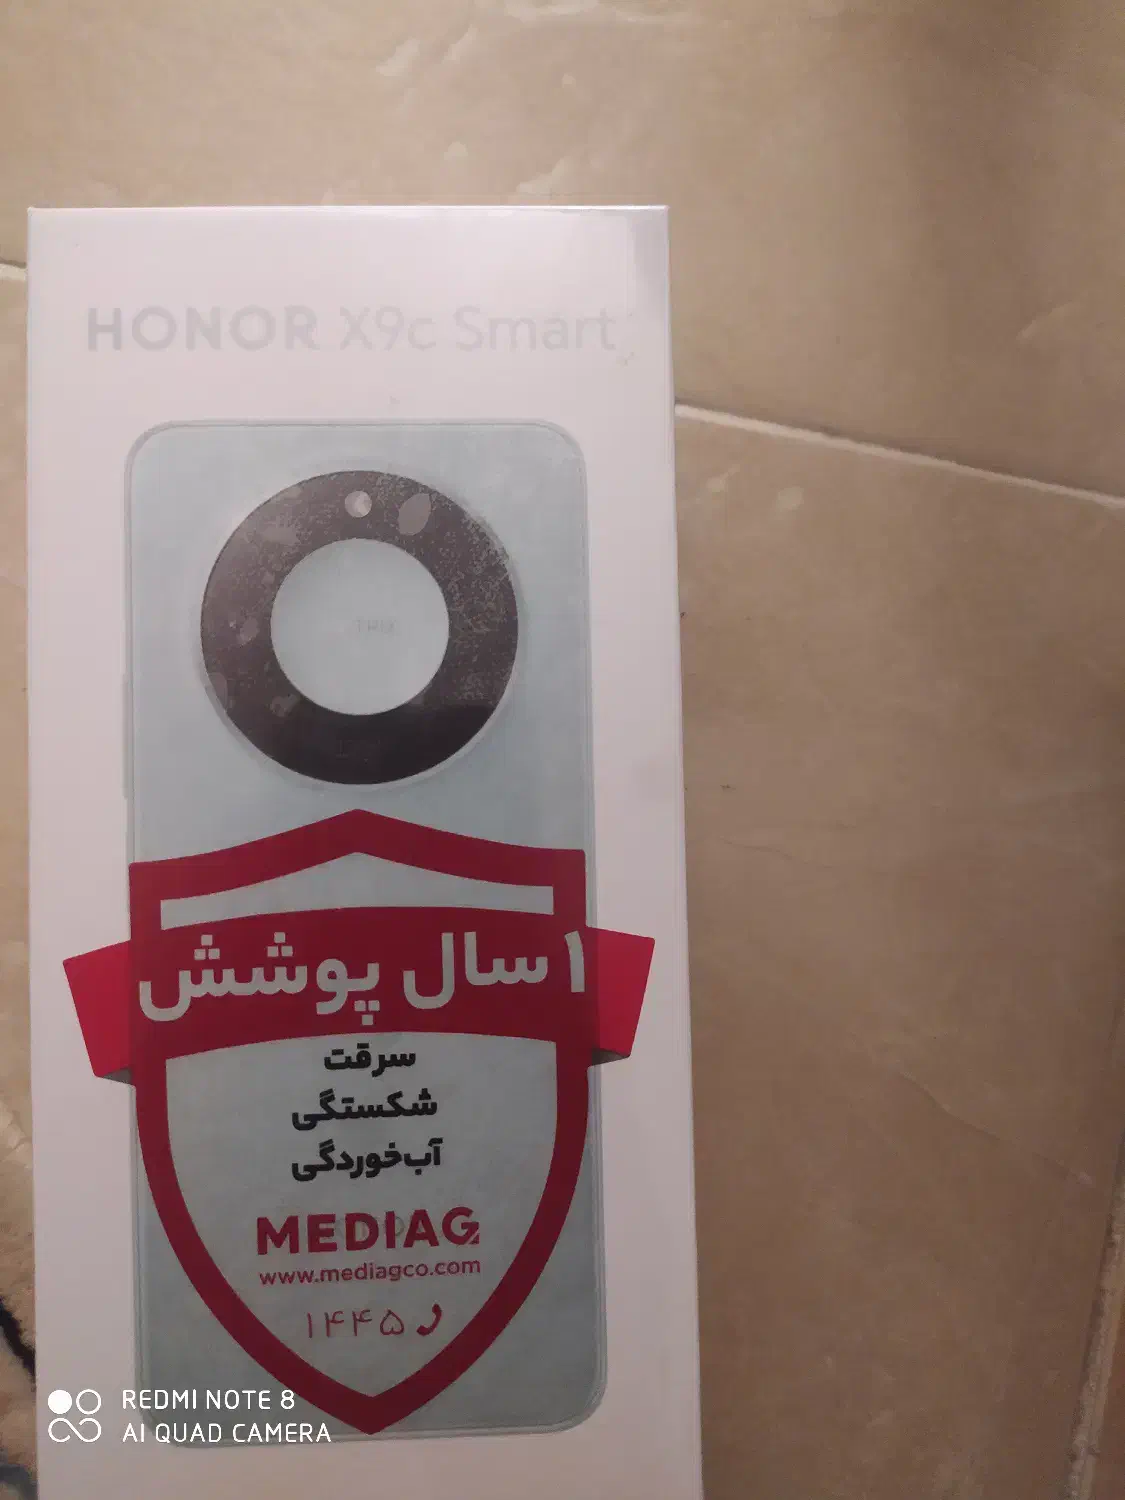 HONOR X9c Smart
۱ سال پوشش
سرقت
شکستگی
آب‌خوردگی
MEDIAG
www.mediagco.com
۱۴۴۵
REDMI NOTE 8
AI QUAD CAMERA